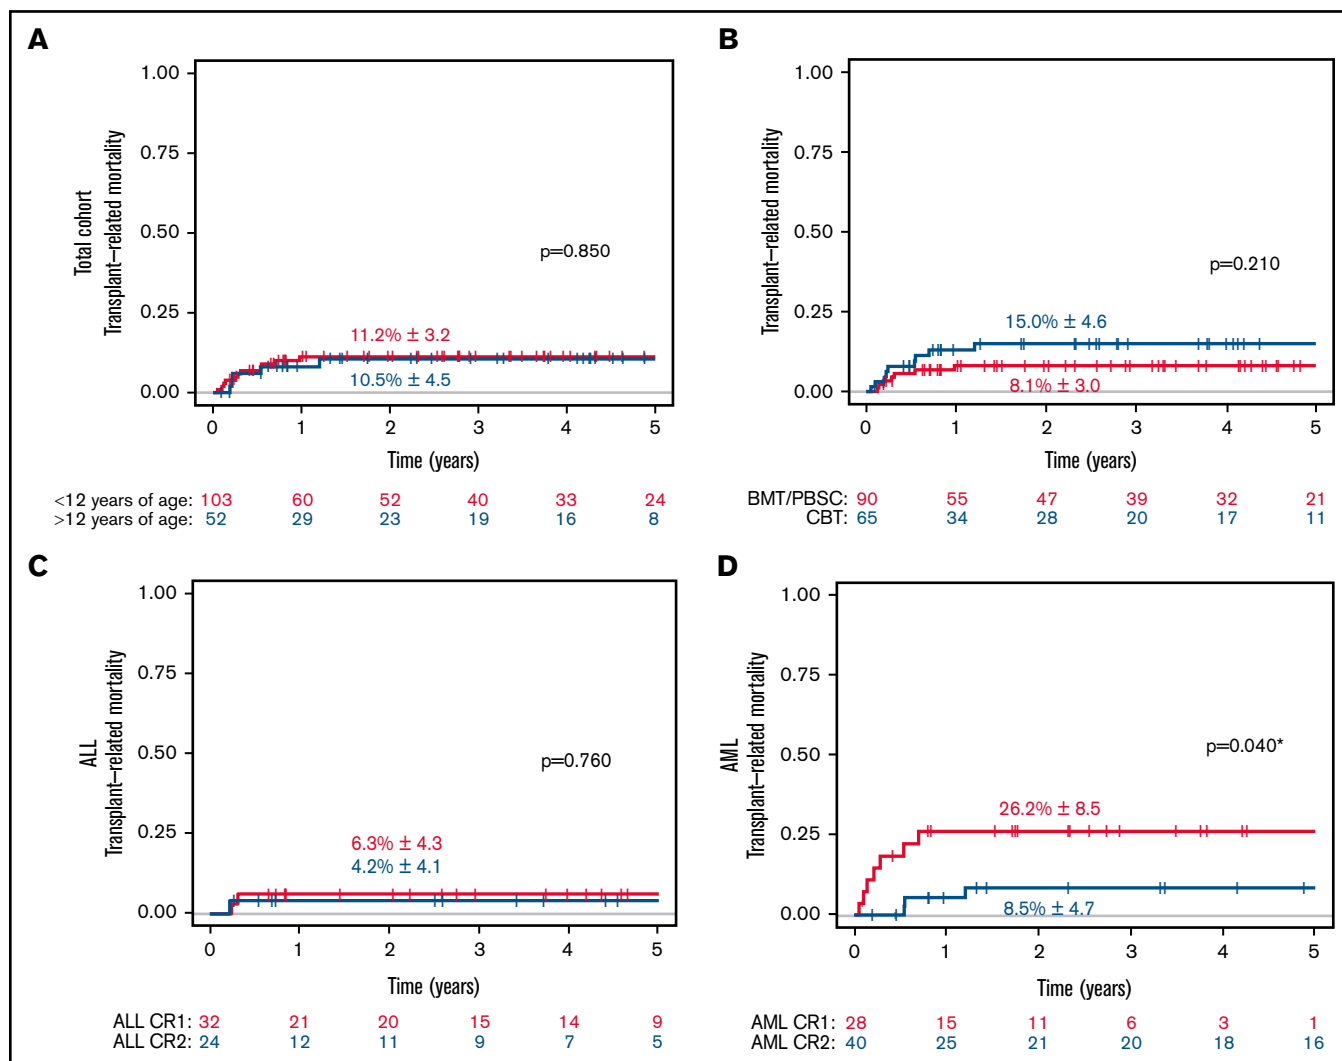 A
Total cohort
Transplant–related mortality
1.00
0.75
0.50
0.25
0.00
p=0.850
11.2% ± 3.2
10.5% ± 4.5
0 1 2 3 4 5
Time (years)
<12 years of age: 103 60 52 40 33 24
>12 years of age: 52 29 23 19 16 8
B
Transplant–related mortality
1.00
0.75
0.50
0.25
0.00
p=0.210
15.0% ± 4.6
8.1% ± 3.0
0 1 2 3 4 5
Time (years)
BMT/PBSC: 90 55 47 39 32 21
CBT: 65 34 28 20 17 11
C
ALL
Transplant–related mortality
1.00
0.75
0.50
0.25
0.00
p=0.760
6.3% ± 4.3
4.2% ± 4.1
0 1 2 3 4 5
Time (years)
ALL CR1: 32 21 20 15 14 9
ALL CR2: 24 12 11 9 7 5
D
AML
Transplant–related mortality
1.00
0.75
0.50
0.25
0.00
p=0.040*
26.2% ± 8.5
8.5% ± 4.7
0 1 2 3 4 5
Time (years)
AML CR1: 28 15 11 6 3 1
AML CR2: 40 25 21 20 18 16